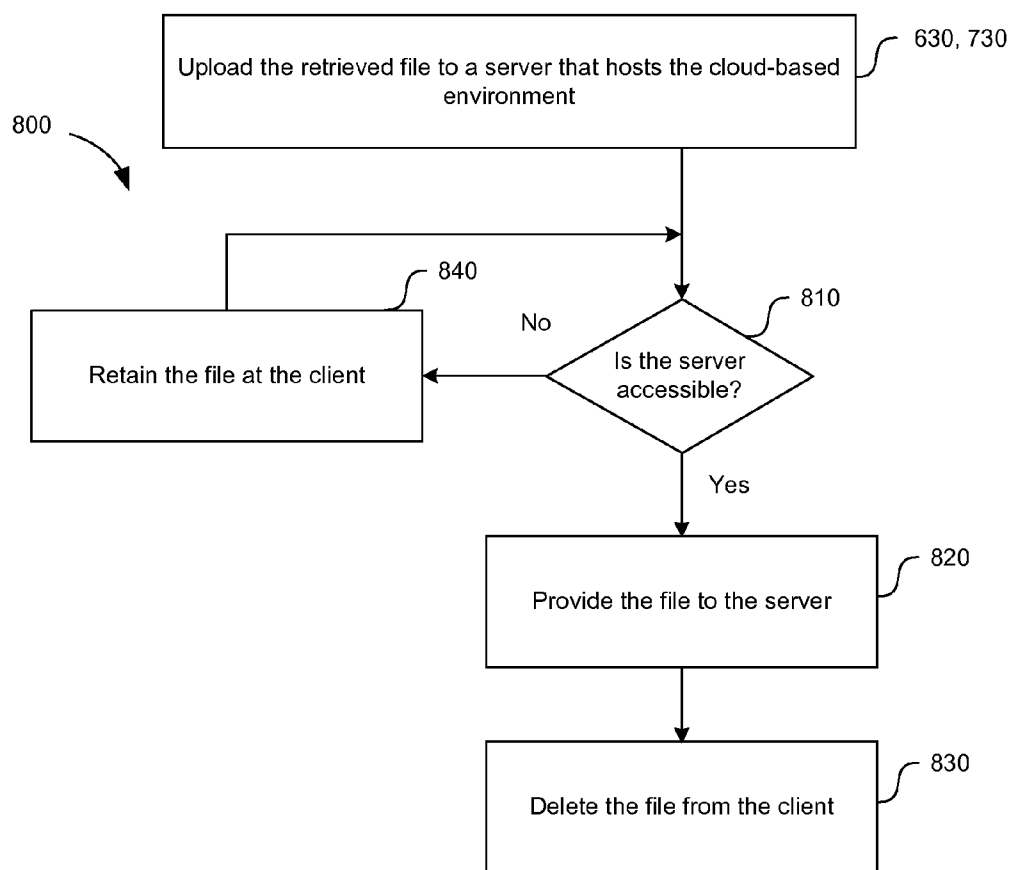 630, 730
Upload the retrieved file to a server that hosts the cloud-based
environment
800
840
810
No
Is the server
accessible?
Retain the file at the client
Yes
820
Provide the file to the server
830
Delete the file from the client